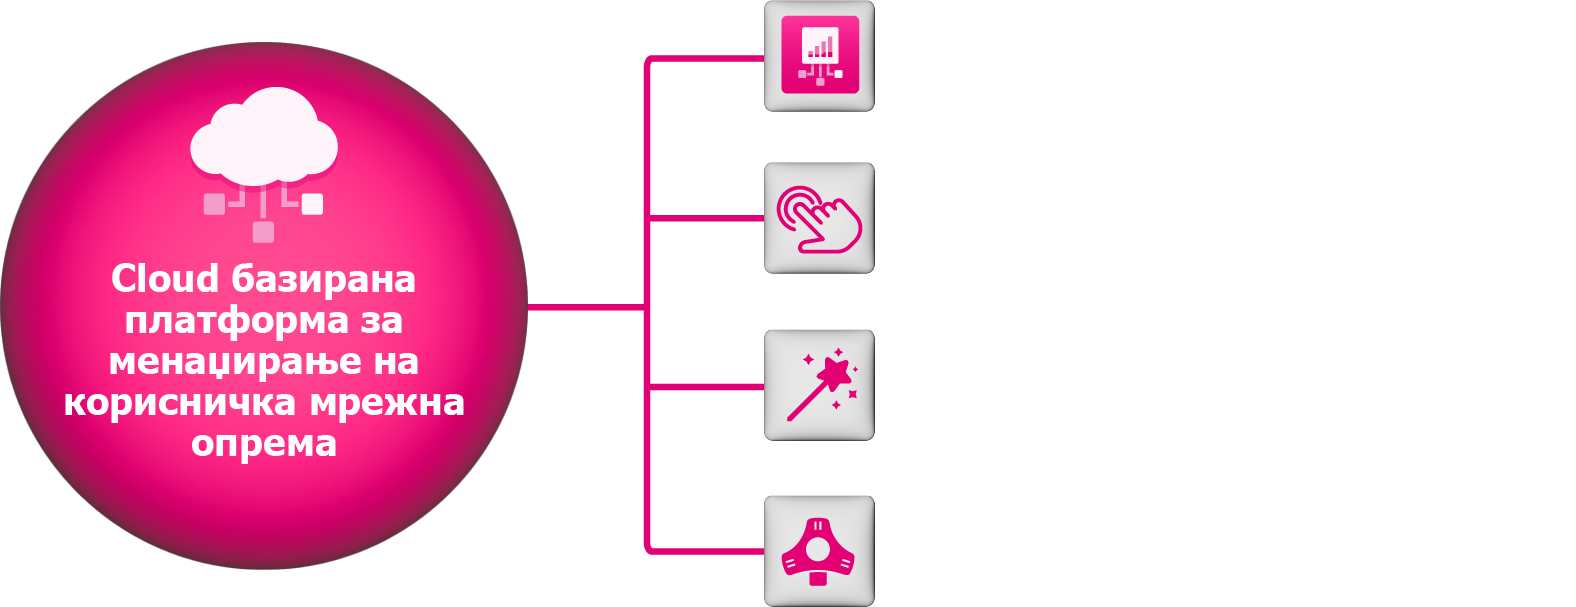 Cloud базирана
платформа за
менаџирање на
корисничка мрежна
опрема